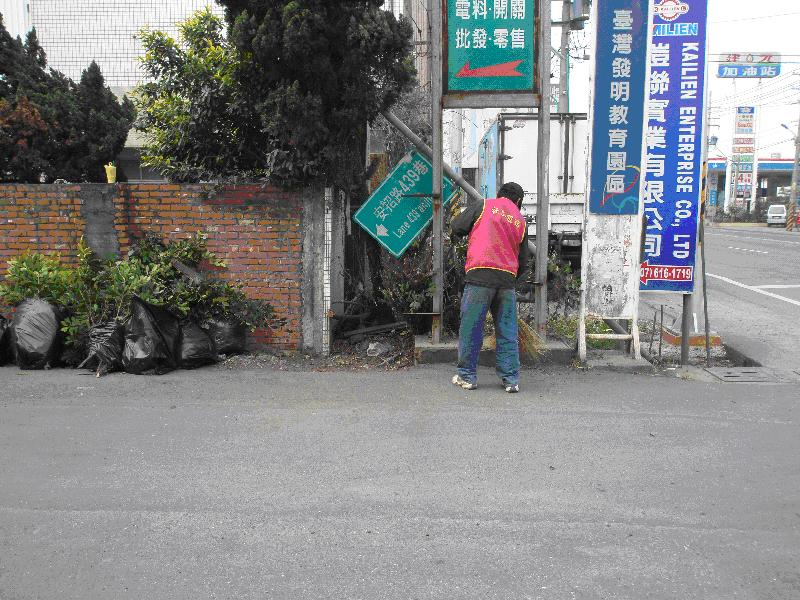 電料·開關
批發·零售
安招路439巷
Lane 439
臺灣發明教育園區
KAILIEN
KAILIEN ENTERPRISE CO., LTD
鎧聯實業有限公司
(07) 616-1719
加油站